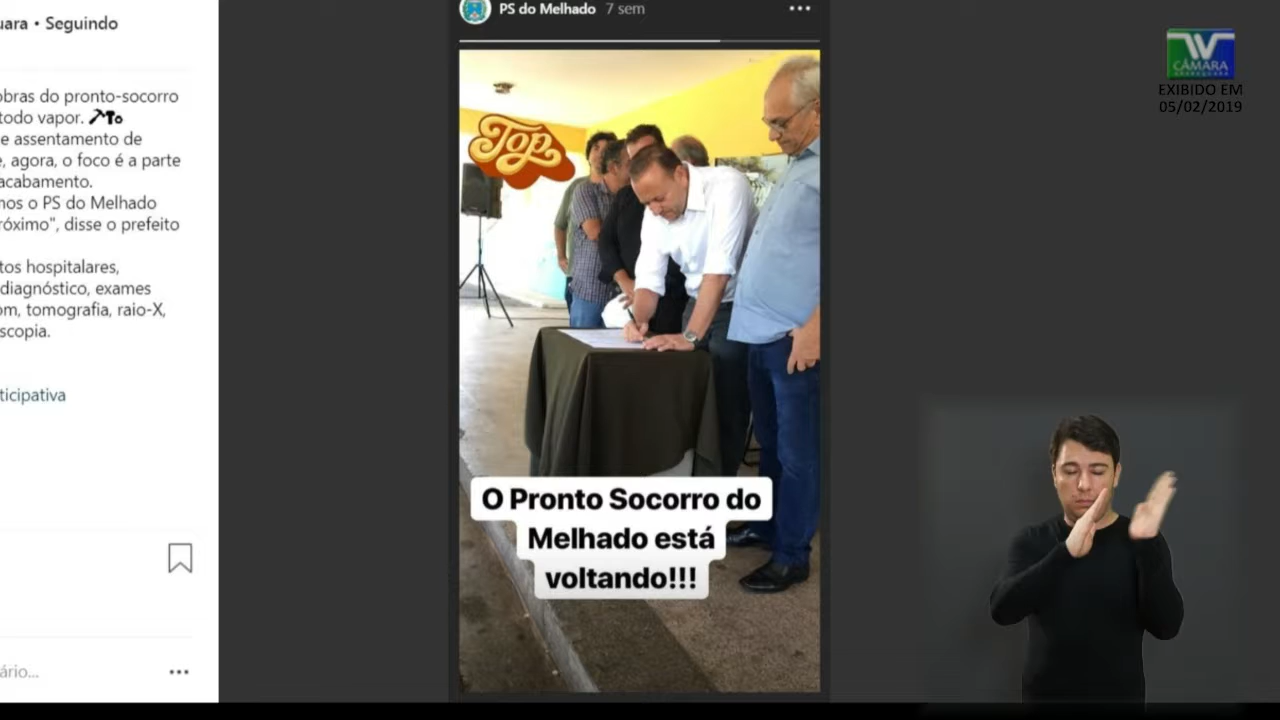 uara • Seguindo
obras do pronto-socorro
todo vapor.
e assentamento de
e, agora, o foco é a parte
acabamento.
nos o PS do Melhado
róximo", disse o prefeito
tos hospitalares,
diagnóstico, exames
om, tomografia, raio-X,
scopia.
ticipativa
ário...
PS do Melhado 7 sem
Top
O Pronto Socorro do
Melhado está
voltando!!!
CÂMARA
EXIBIDO EM
05/02/2019